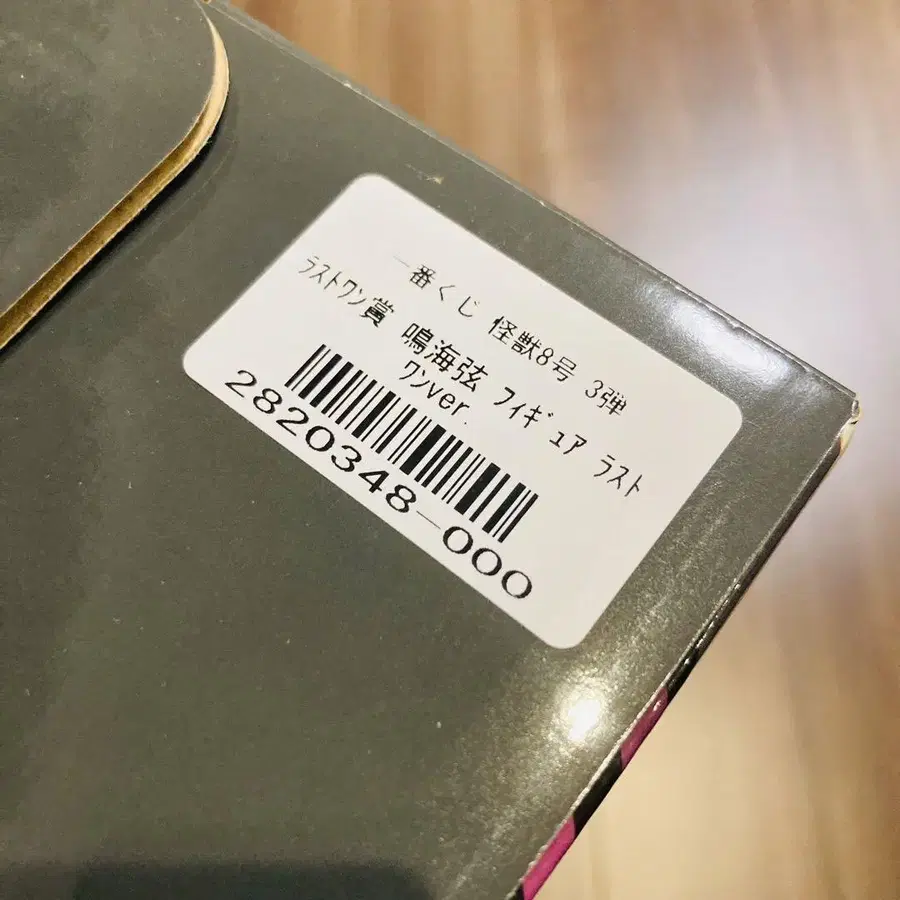 一番くじ 怪獣8号 3弾
ﾗｽﾄﾜﾝ賞 鳴海弦 ﾌｨｷﾞｭｱ ﾗｽﾄ
ﾜﾝver.
2820348-000